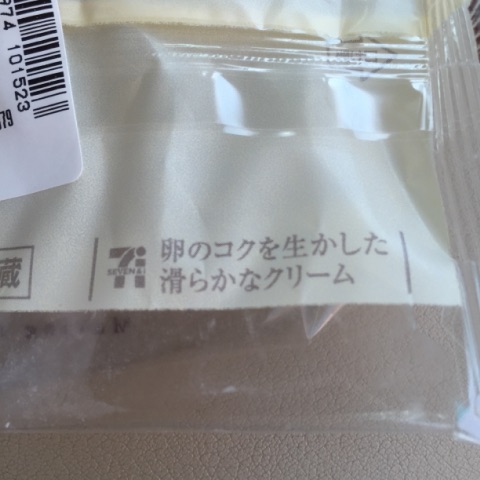 974 101523
蔵
SEVEN&i
卵のコクを生かした
滑らかなクリーム